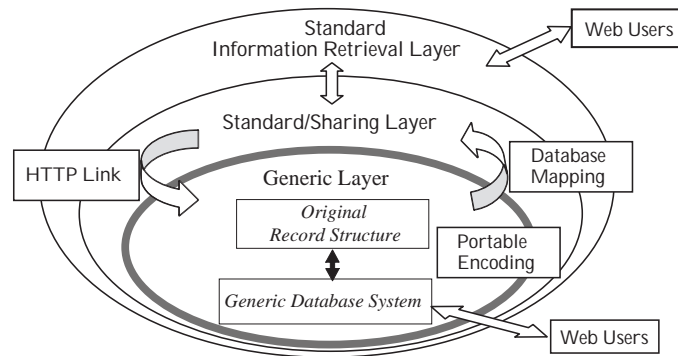 Standard
Information Retrieval Layer
Web Users
Standard/Sharing Layer
HTTP Link
Database
Mapping
Generic Layer
Original
Record Structure
Portable
Encoding
Generic Database System
Web Users